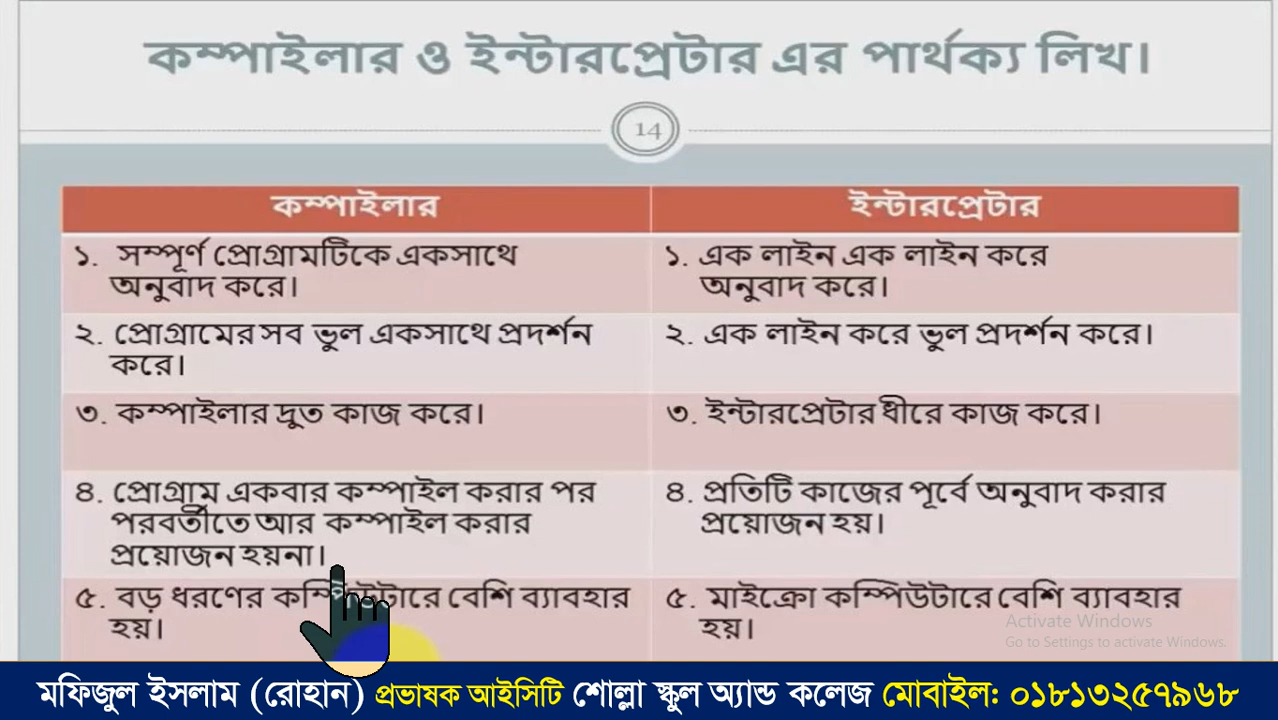 কম্পাইলার ও ইন্টারপ্রেটার এর পার্থক্য লিখ।
14
কম্পাইলার
ইন্টারপ্রেটার
১. সম্পূর্ণ প্রোগ্রামটিকে একসাথে
অনুবাদ করে।
১. এক লাইন এক লাইন করে
অনুবাদ করে।
২. প্রোগ্রামের সব ভুল একসাথে প্রদর্শন
করে।
২. এক লাইন করে ভুল প্রদর্শন করে।
৩. কম্পাইলার দ্রুত কাজ করে।
৩. ইন্টারপ্রেটার ধীরে কাজ করে।
৪. প্রোগ্রাম একবার কম্পাইল করার পর
পরবর্তীতে আর কম্পাইল করার
প্রয়োজন হয়না।
৪. প্রতিটি কাজের পূর্বে অনুবাদ করার
প্রয়োজন হয়।
৫. বড় ধরণের কম্পিউটারে বেশি ব্যাবহার
হয়।
৫. মাইক্রো কম্পিউটারে বেশি ব্যাবহার
হয়।
Activate Windows
Go to Settings to activate Windows.
মফিজুল ইসলাম (রোহান) প্রভাষক আইসিটি শোল্লা স্কুল অ্যান্ড কলেজ মোবাইল: ০১৮১৩২৫৭৯৬৮